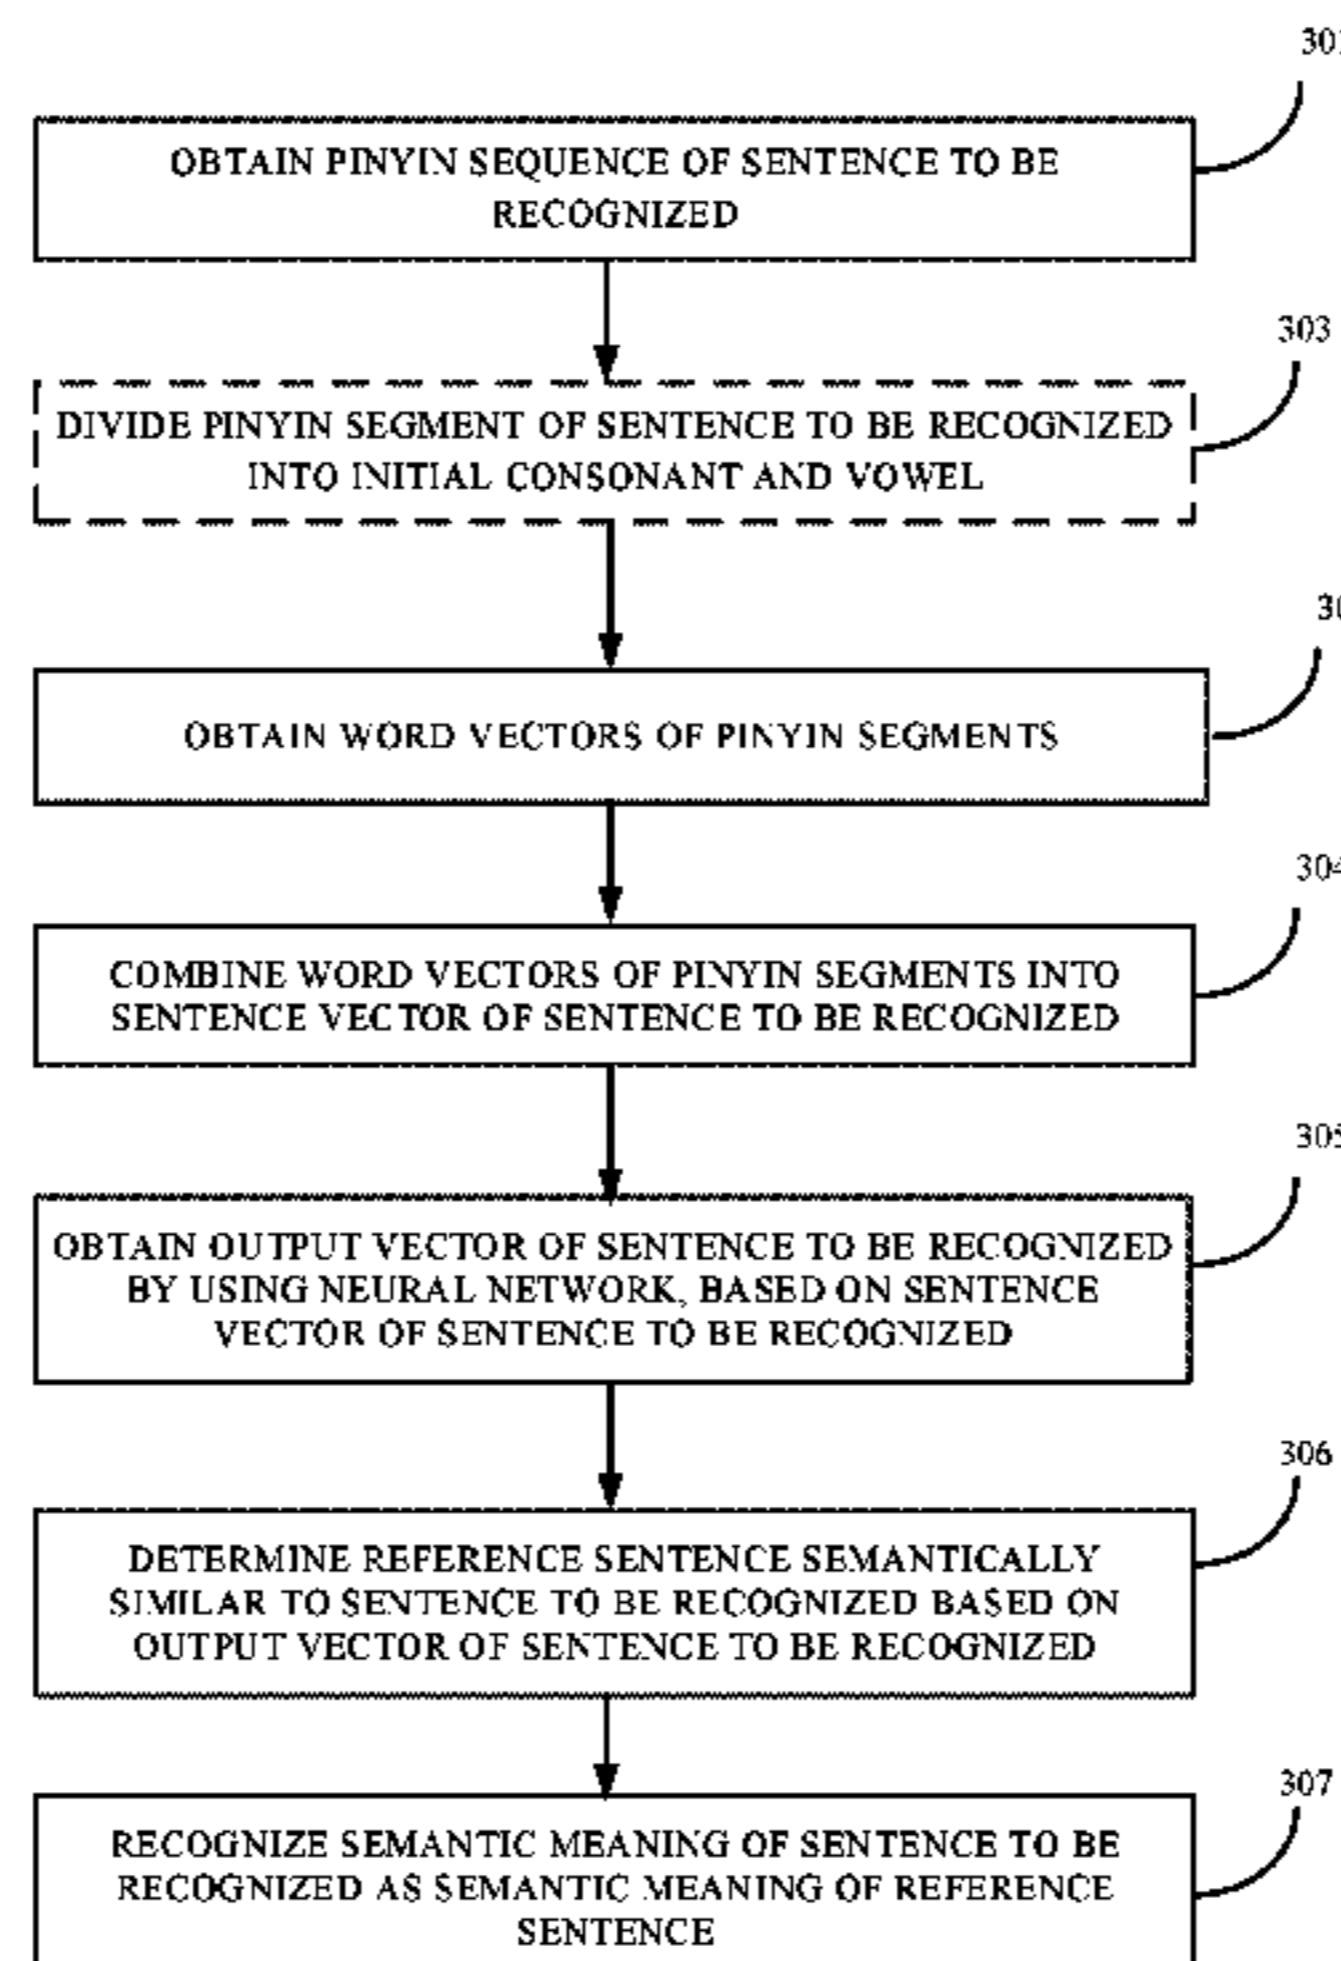 301
OBTAIN PINYIN SEQUENCE OF SENTENCE TO BE
RECOGNIZED
303
DIVIDE PINYIN SEGMENT OF SENTENCE TO BE RECOGNIZED
INTO INITIAL CONSONANT AND VOWEL
OBTAIN WORD VECTORS OF PINYIN SEGMENTS
304
COMBINE WORD VECTORS OF PINYIN SEGMENTS INTO
SENTENCE VECTOR OF SENTENCE TO BE RECOGNIZED
305
OBTAIN OUTPUT VECTOR OF SENTENCE TO BE RECOGNIZED
BY USING NEURAL NETWORK, BASED ON SENTENCE
VECTOR OF SENTENCE TO BE RECOGNIZED
306
DETERMINE REFERENCE SENTENCE SEMANTICALLY
SIMILAR TO SENTENCE TO BE RECOGNIZED BASED ON
OUTPUT VECTOR OF SENTENCE TO BE RECOGNIZED
307
RECOGNIZE SEMANTIC MEANING OF SENTENCE TO BE
RECOGNIZED AS SEMANTIC MEANING OF REFERENCE
SENTENCE